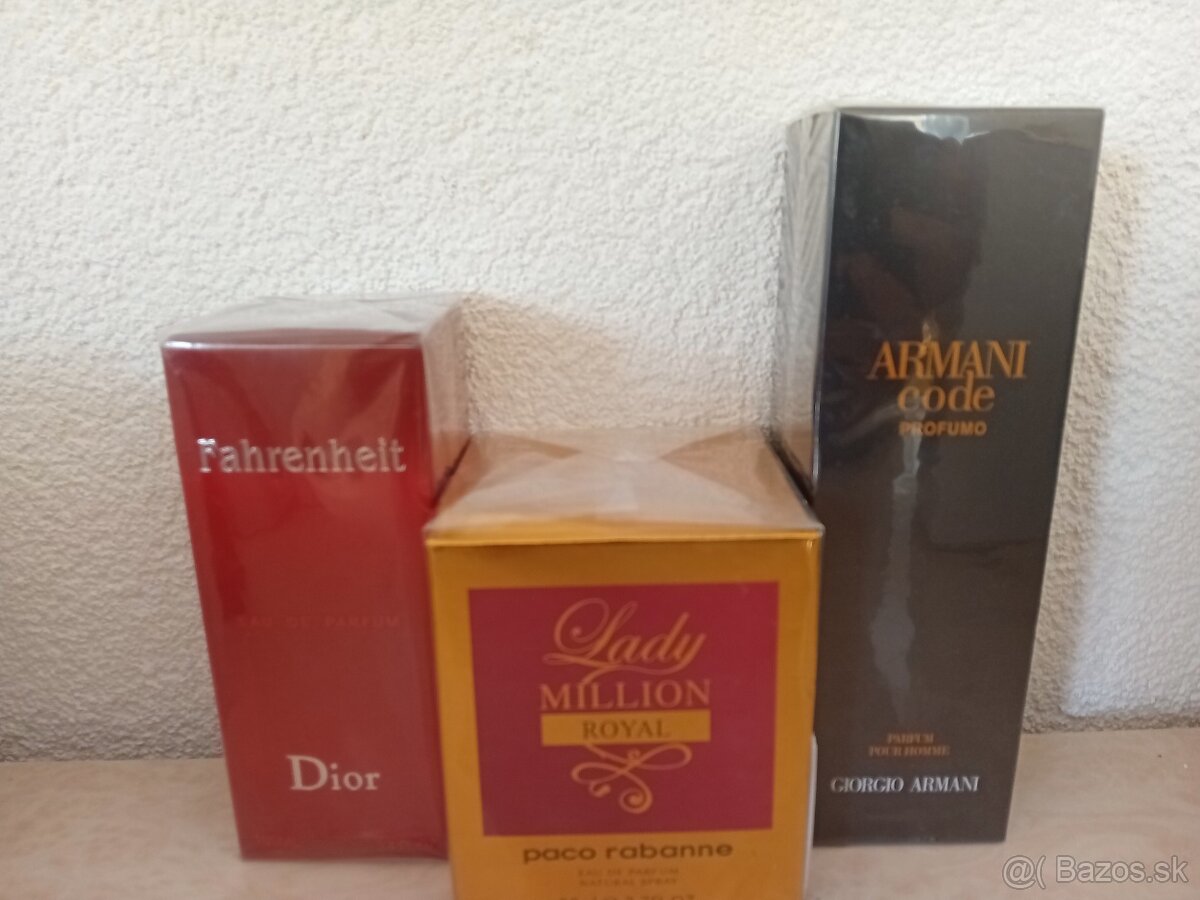 Fahrenheit
EAU DE PARFUM
Dior
Lady
MILLION
ROYAL
paco rabanne
EAU DE PARFUM
NATURAL SPRAY
ARMANI
code
PROFUMO
PARFUM
POUR HOMME
GIORGIO ARMANI
@( Bazos.sk